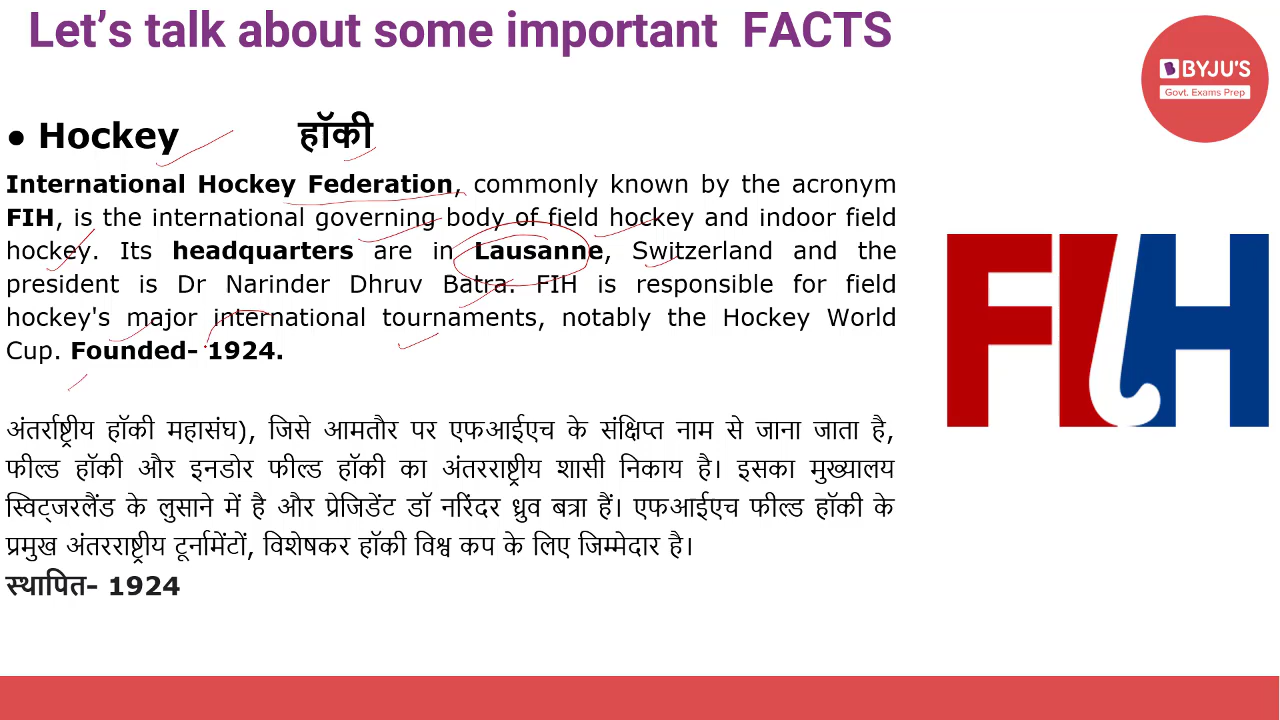 Let's talk about some important FACTS
BYJU'S
Govt. Exams Prep
● Hockey हॉकी
International Hockey Federation, commonly known by the acronym
FIH, is the international governing body of field hockey and indoor field
hockey. Its headquarters are in Lausanne, Switzerland and the
president is Dr Narinder Dhruv Batra. FIH is responsible for field
hockey's major international tournaments, notably the Hockey World
Cup. Founded- 1924.
FIH
अंतर्राष्ट्रीय हॉकी महासंघ), जिसे आमतौर पर एफआईएच के संक्षिप्त नाम से जाना जाता है,
फील्ड हॉकी और इनडोर फील्ड हॉकी का अंतरराष्ट्रीय शासी निकाय है। इसका मुख्यालय
स्विट्जरलैंड के लुसाने में है और प्रेजिडेंट डॉ नरिंदर ध्रुव बत्रा हैं। एफआईएच फील्ड हॉकी के
प्रमुख अंतरराष्ट्रीय टूर्नामेंटों, विशेषकर हॉकी विश्व कप के लिए जिम्मेदार है।
स्थापित- 1924